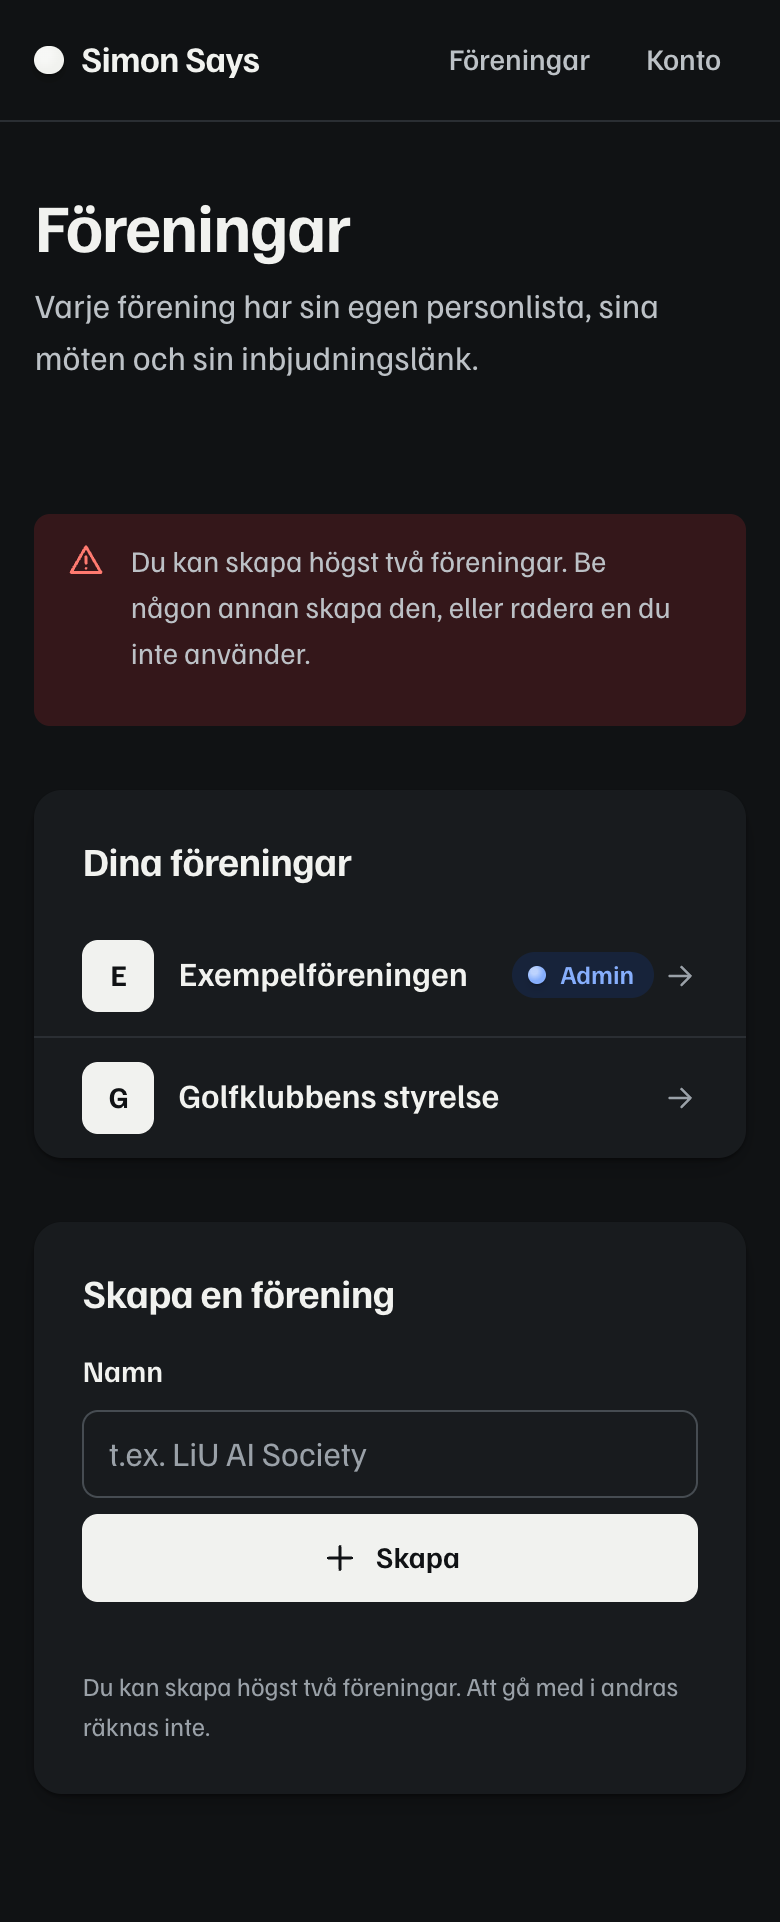 Simon Says
Föreningar
Konto
Föreningar
Varje förening har sin egen personlista, sina
möten och sin inbjudningslänk.
Du kan skapa högst två föreningar. Be
någon annan skapa den, eller radera en du
inte använder.
Dina föreningar
E
Exempelföreningen
Admin
G
Golfklubbens styrelse
Skapa en förening
Namn
t.ex. LiU AI Society
Skapa
Du kan skapa högst två föreningar. Att gå med i andras
räknas inte.